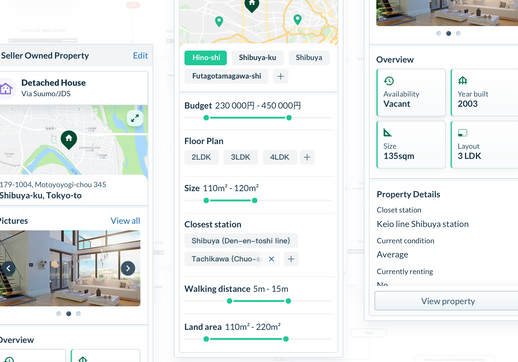 Seller Owned Property
Edit
Detached House
Via Suumo/JDS
179-1004, Motoyoyogi-chou 345
Shibuya-ku, Tokyo-to
Pictures
View all
Overview
Hino-shi
Shibuya-ku
Shibuya
Futagotamagawa-shi
+
Budget 230 000円 - 450 000円
Floor Plan
2LDK
3LDK
4LDK
+
Size 110m² - 120m²
Closest station
Shibuya (Den-en-toshi line)
Tachikawa (Chuo-s
×
+
Walking distance 5m - 15m
Land area 110m² - 220m²
Overview
Availability
Vacant
Year built
2003
Size
135sqm
Layout
3 LDK
Property Details
Closet station
Keio line Shibuya station
Current condition
Average
Currently renting
No
View property